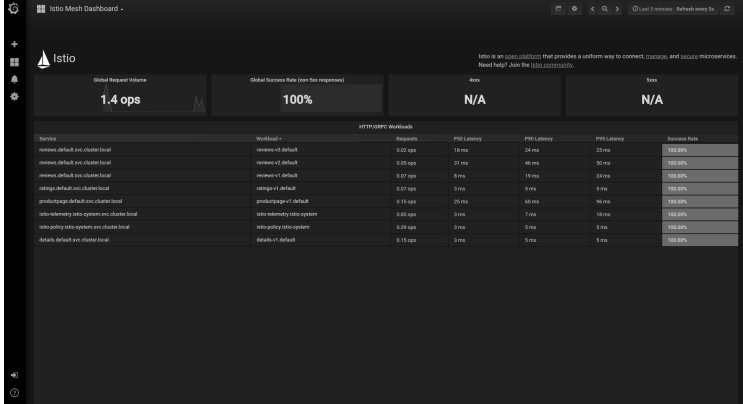 Istio Mesh Dashboard
Last 5 minutes Refresh every 5s
Istio
Istio is an open platform that provides a uniform way to connect, manage, and secure microservices.
Need help? Join the Istio community.
Global Request Volume
1.4 ops
Global Success Rate (non-5xx responses)
100%
4xxs
N/A
5xxs
N/A
HTTP/GRPC Workloads
Service Workload Requests P50 Latency P90 Latency P99 Latency Success Rate
reviews.default.svc.cluster.local reviews-v3.default 0.02 ops 18 ms 24 ms 25 ms 100.00%
reviews.default.svc.cluster.local reviews-v2.default 0.05 ops 31 ms 46 ms 50 ms 100.00%
reviews.default.svc.cluster.local reviews-v1.default 0.07 ops 8 ms 19 ms 24 ms 100.00%
ratings.default.svc.cluster.local ratings-v1.default 0.07 ops 3 ms 5 ms 5 ms 100.00%
productpage.default.svc.cluster.local productpage-v1.default 0.15 ops 25 ms 60 ms 96 ms 100.00%
istio-telemetry.istio-system.svc.cluster.local istio-telemetry.istio-system 0.85 ops 3 ms 7 ms 18 ms 100.00%
istio-policy.istio-system.svc.cluster.local istio-policy.istio-system 0.29 ops 3 ms 5 ms 5 ms 100.00%
details.default.svc.cluster.local details-v1.default 0.15 ops 3 ms 5 ms 5 ms 100.00%